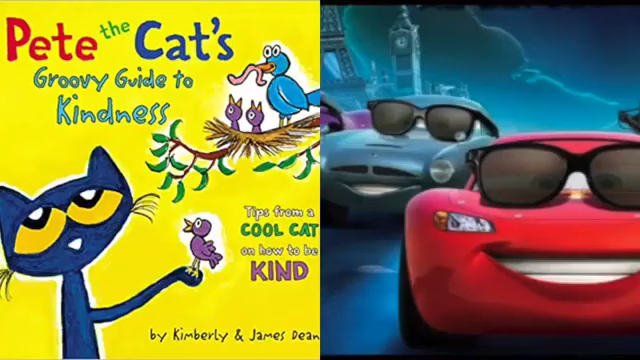 Pete the Cat's
Groovy Guide to
Kindness
Tips from a
COOL CAT
on how to be
KIND
by Kimberly & James Dean